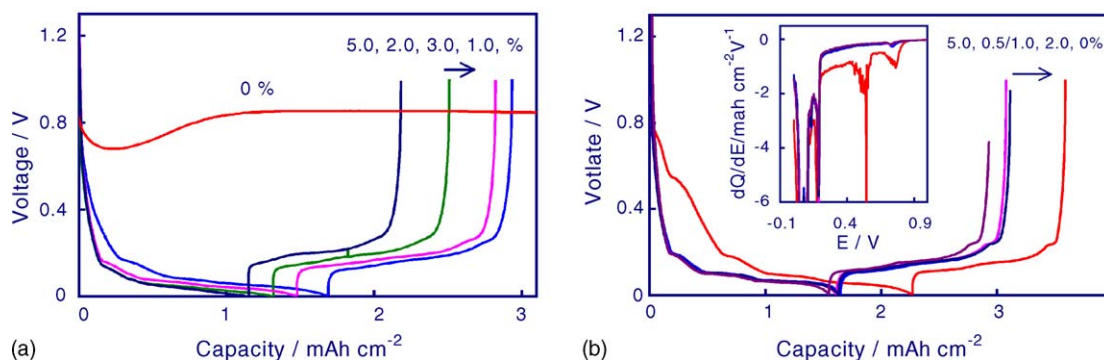 1.2
0.8
0.4
0
Voltage / V
0 %
5.0, 2.0, 3.0, 1.0, %
0 1 2 3
Capacity / mAh cm-2
(a)
1.2
0.8
0.4
0
Votlate / V
5.0, 0.5/1.0, 2.0, 0%
dQ/dE/mah cm-2V-1
0
-2
-4
-6
-0.1 0.4 0.9
E / V
0 1 2 3
Capacity / mAh cm-2
(b)